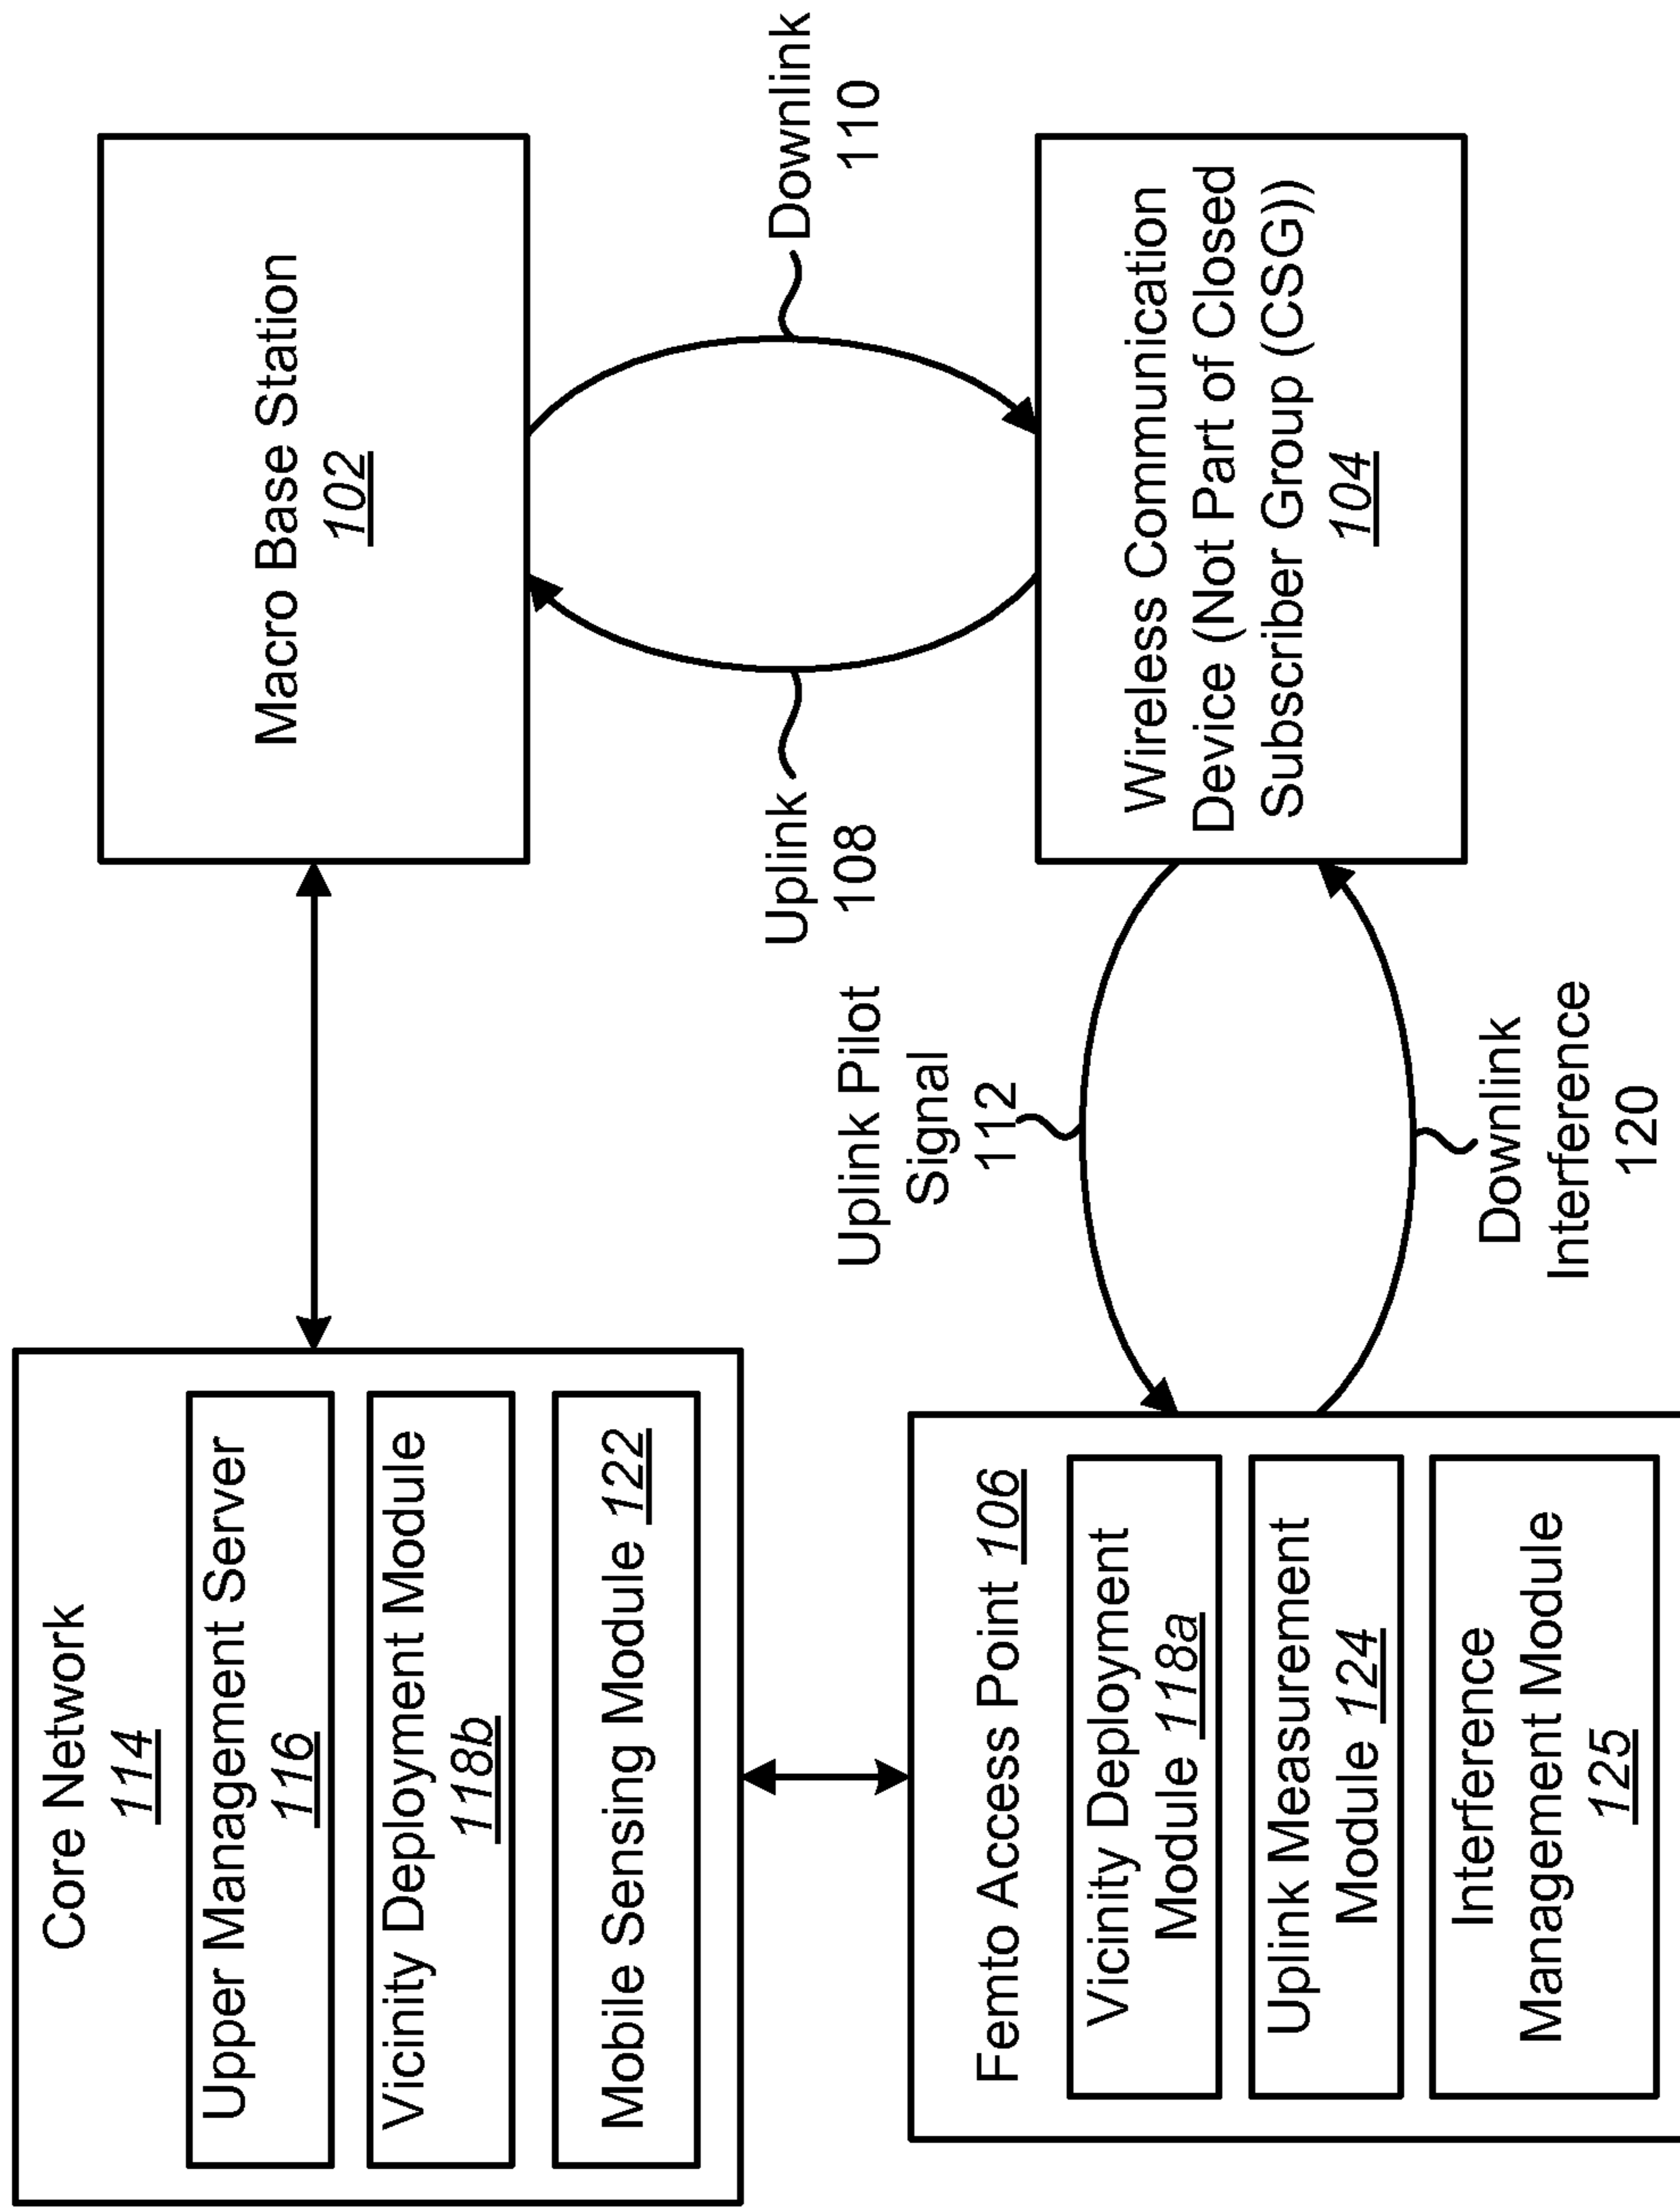 Core Network
114
Upper Management Server
116
Vicinity Deployment Module
118b
Mobile Sensing Module 122
Macro Base Station
102
Uplink
108
Downlink
110
Uplink Pilot
Signal
112
Femto Access Point 106
Vicinity Deployment
Module 118a
Uplink Measurement
Module 124
Interference
Management Module
125
Downlink
Interference
120
Wireless Communication
Device (Not Part of Closed
Subscriber Group (CSG))
104